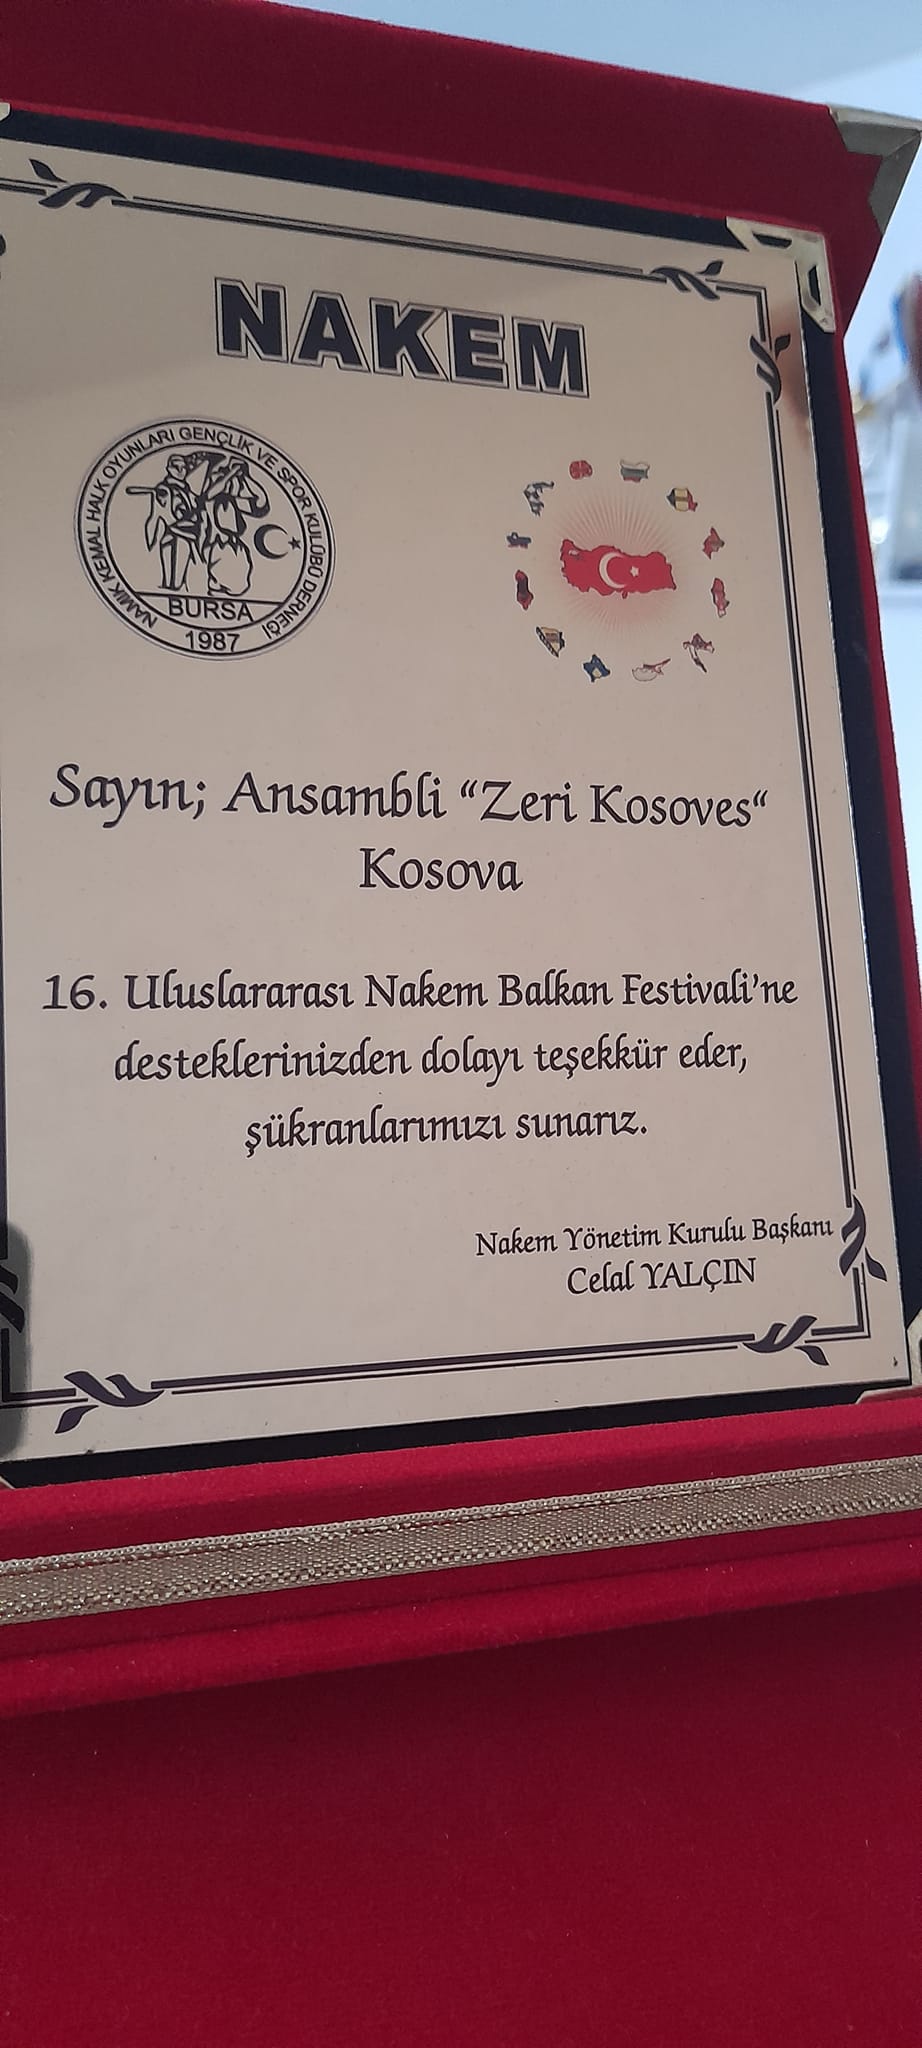 NAKEM
NAMIK KEMAL HALK OYUNLARI GENÇLİK VE SPOR KULÜBÜ DERNEĞİ
BURSA
1987
Sayın; Ansambli “Zeri Kosoves“
Kosova
16. Uluslararası Nakem Balkan Festivali'ne
desteklerinizden dolayı teşekkür eder,
şükranlarımızı sunarız.
Nakem Yönetim Kurulu Başkanı
Celal YALÇIN